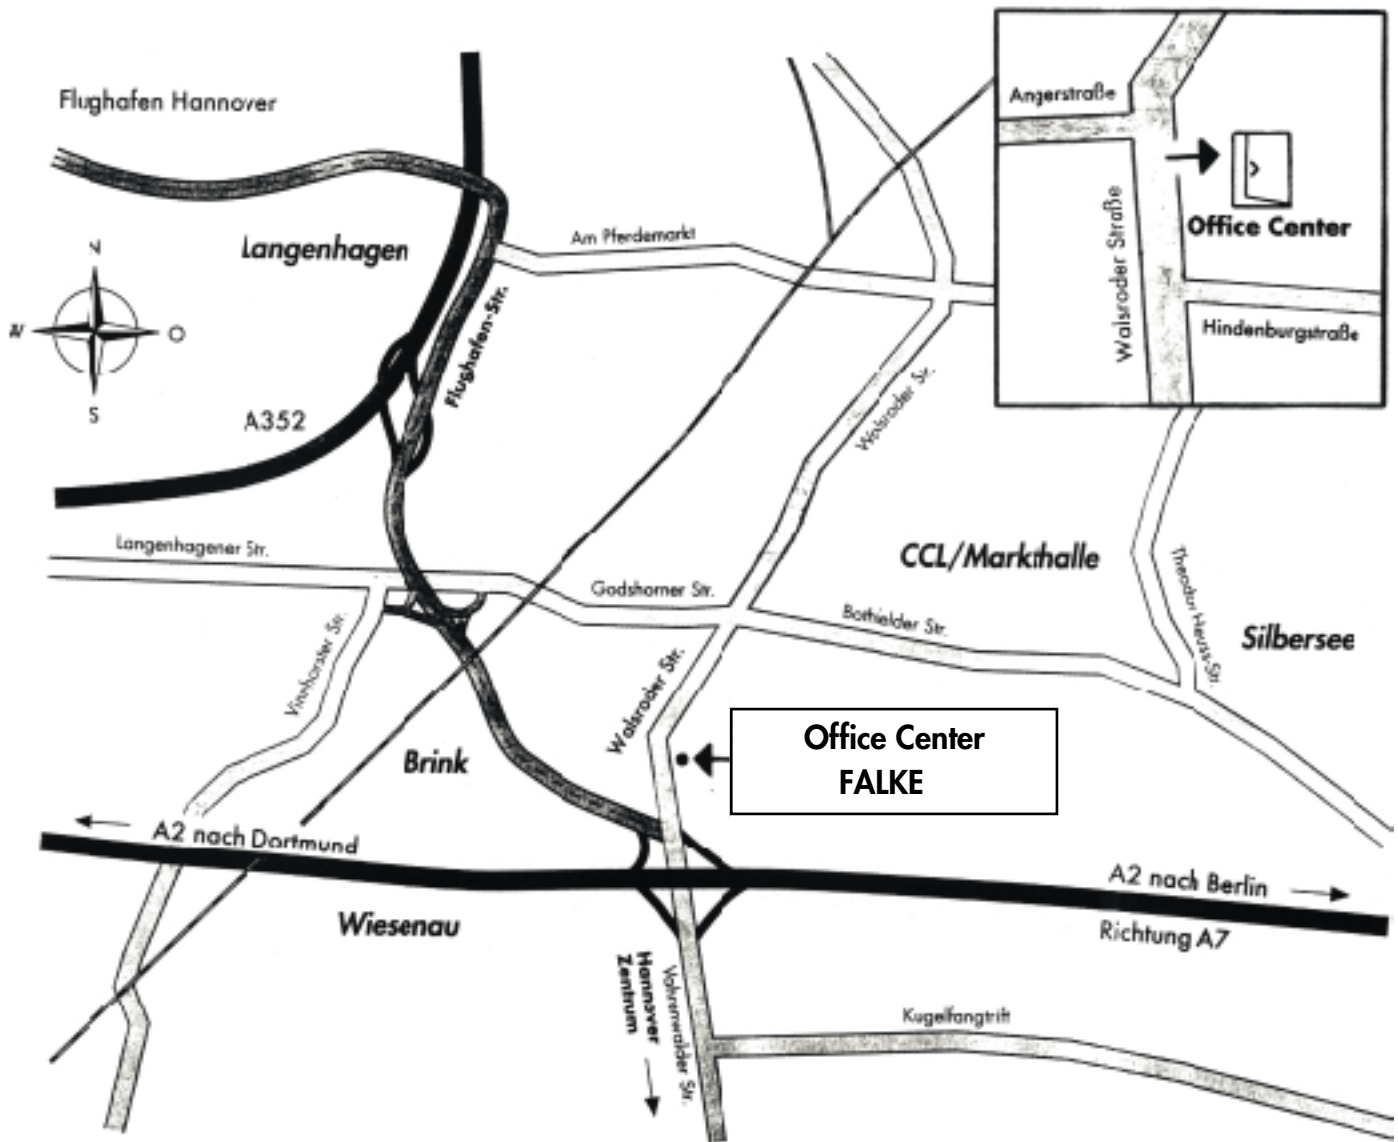 Flughafen Hannover
Angerstraße
Office Center
Walsroder Straße
Hindenburgstraße
Langenhagen
Am Pferdemarkt
N
W
O
S
Flughafen-Str.
A352
Walsroder Str.
Langenhagener Str.
Godshorner Str.
CCL/Markthalle
Bothfelder Str.
Theodor Heuss-Str.
Silbersee
Vinnhorster Str.
Walsroder Str.
Brink
Office Center
FALKE
A2 nach Dortmund
A2 nach Berlin
Richtung A7
Wiesenau
Hannover
Zentrum
Vahrenwalder Str.
Kugelfangtrift